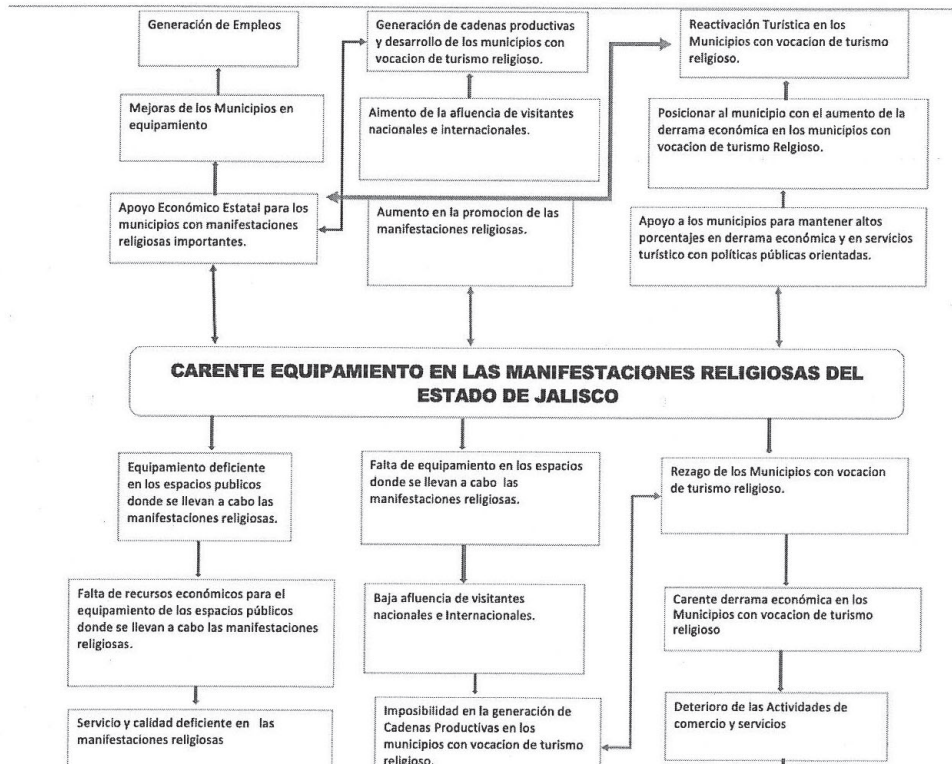 Generación de Empleos
Generación de cadenas productivas
y desarrollo de los municipios con
vocacion de turismo religioso.
Reactivación Turística en los
Municipios con vocacion de turismo
religioso.
Mejoras de los Municipios en
equipamiento
Aimento de la afluencia de visitantes
nacionales e internacionales.
Posicionar al municipio con el aumento de la
derrama económica en los municipios con
vocacion de turismo Relgioso.
Apoyo Económico Estatal para los
municipios con manifestaciones
religiosas importantes.
Aumento en la promocion de las
manifestaciones religiosas.
Apoyo a los municipios para mantener altos
porcentajes en derrama económica y en servicios
turístico con políticas públicas orientadas.
CARENTE EQUIPAMIENTO EN LAS MANIFESTACIONES RELIGIOSAS DEL
ESTADO DE JALISCO
Equipamiento deficiente
en los espacios publicos
donde se llevan a cabo las
manifestaciones religiosas.
Falta de equipamiento en los espacios
donde se llevan a cabo las
manifestaciones religiosas.
Rezago de los Municipios con vocacion
de turismo religioso.
Falta de recursos económicos para el
equipamiento de los espacios públicos
donde se llevan a cabo las manifestaciones
religiosas.
Baja afluencia de visitantes
nacionales e Internacionales.
Carente derrama económica en los
Municipios con vocacion de turismo
religioso
Servicio y calidad deficiente en las
manifestaciones religiosas
Imposibilidad en la generación de
Cadenas Productivas en los
municipios con vocacion de turismo
religioso.
Deterioro de las Actividades de
comercio y servicios